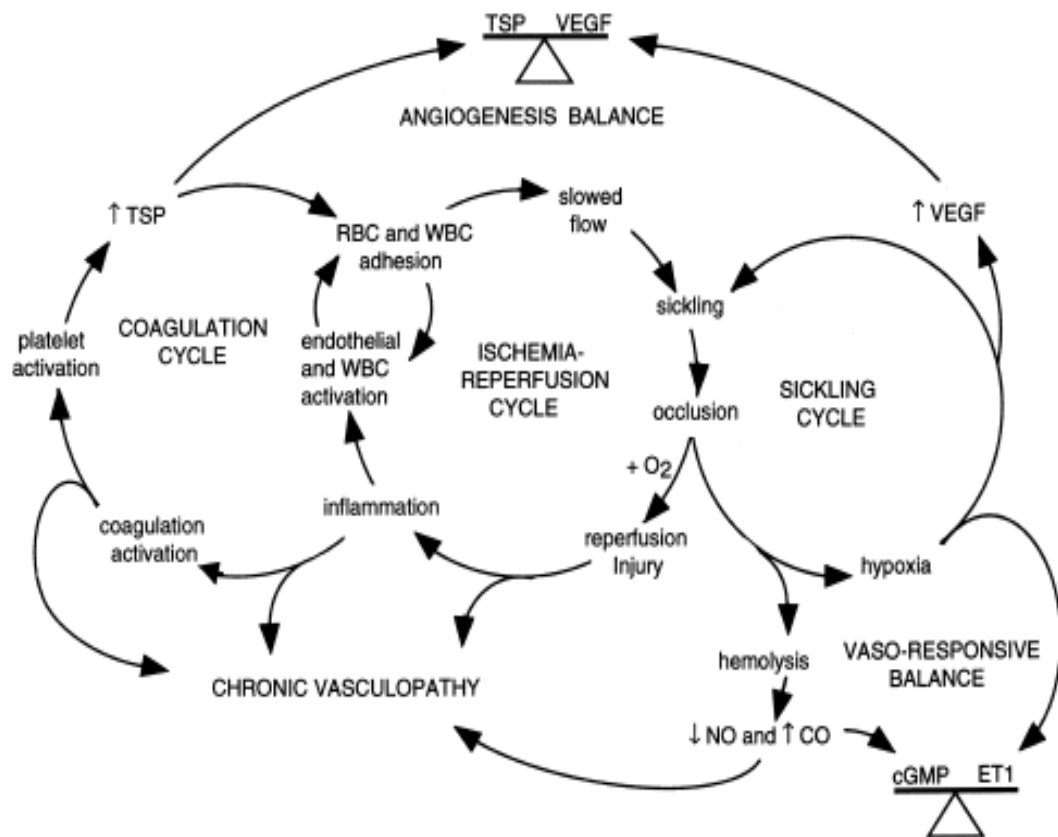 TSP VEGF
ANGIOGENESIS BALANCE
↑ TSP
RBC and WBC
adhesion
slowed
flow
↑ VEGF
platelet
activation
COAGULATION
CYCLE
endothelial
and WBC
activation
ISCHEMIA-
REPERFUSION
CYCLE
sickling
occlusion
SICKLING
CYCLE
+ O2
inflammation
coagulation
activation
reperfusion
Injury
hypoxia
CHRONIC VASCULOPATHY
hemolysis
VASO-RESPONSIVE
BALANCE
↓ NO and ↑ CO
cGMP ET1